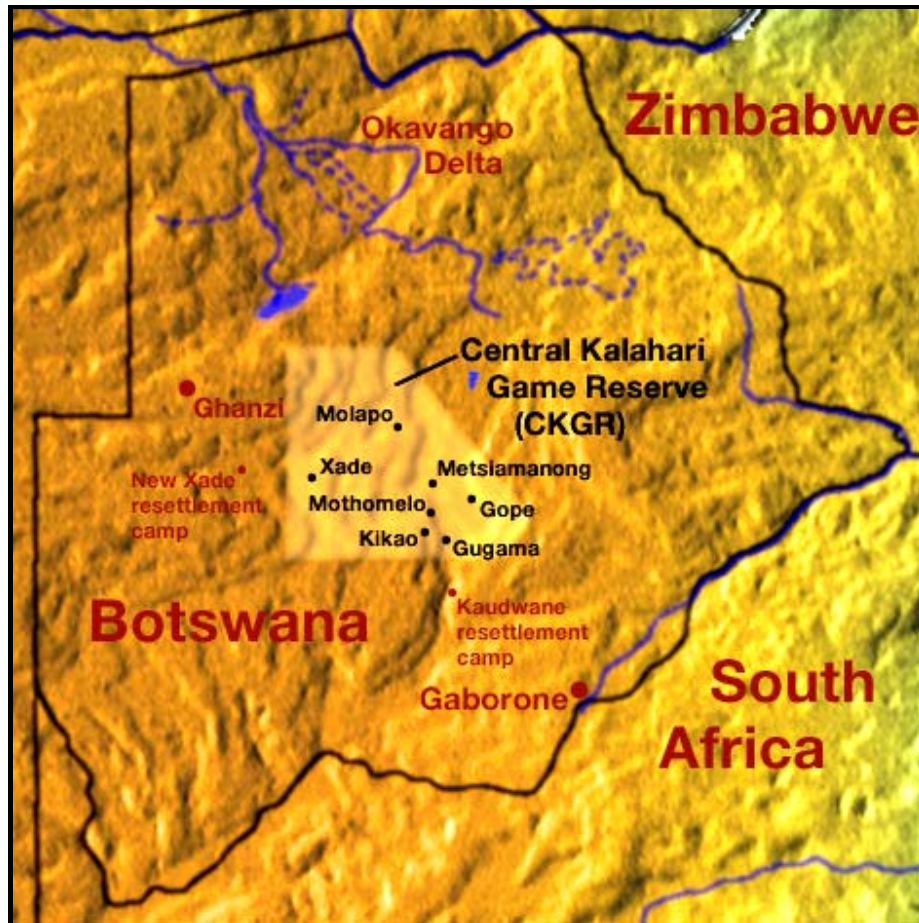 Zimbabwe
Okavango
Delta
Central Kalahari
Game Reserve
(CKGR)
Ghanzi
Molapo
Xade
Metsiamanong
New Xade
resettlement
camp
Mothomelo
Gope
Kikao
Gugama
Botswana
Kaudwane
resettlement
camp
Gaborone
South
Africa